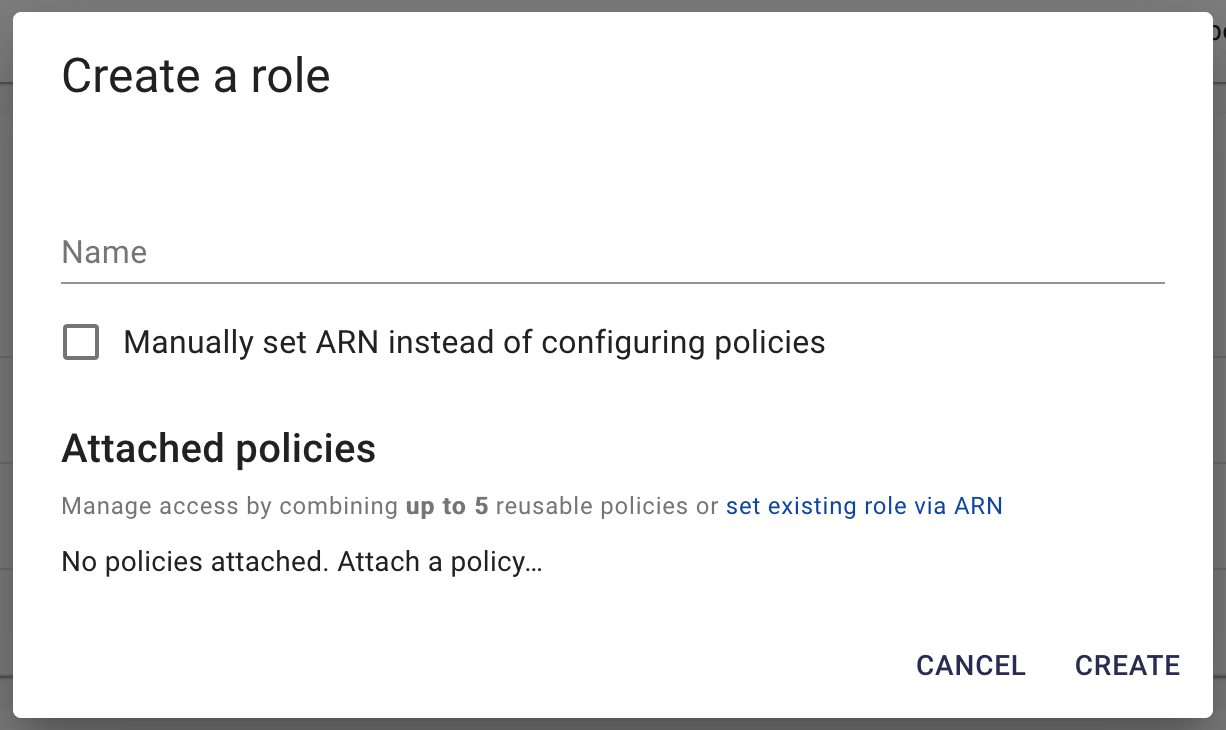 Create a role
Name
Manually set ARN instead of configuring policies
Attached policies
Manage access by combining up to 5 reusable policies or set existing role via ARN
No policies attached. Attach a policy…
CANCEL CREATE